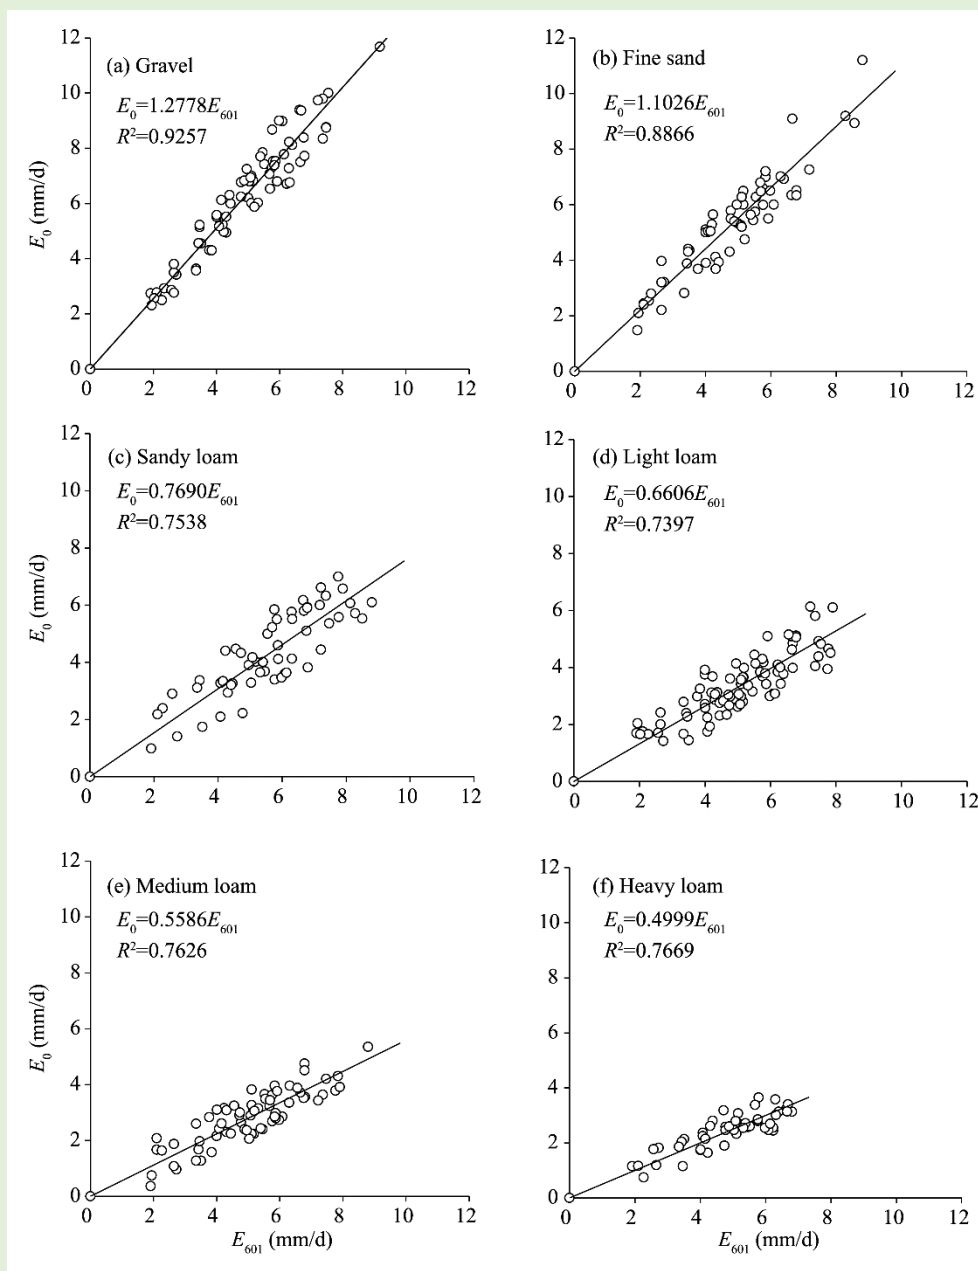 12
10
8
6
4
2
0
E₀ (mm/d)
(a) Gravel
E₀=1.2778E₆₀₁
R²=0.9257
0 2 4 6 8 10 12
12
10
8
6
4
2
0
(b) Fine sand
E₀=1.1026E₆₀₁
R²=0.8866
0 2 4 6 8 10 12
12
10
8
6
4
2
0
E₀ (mm/d)
(c) Sandy loam
E₀=0.7690E₆₀₁
R²=0.7538
0 2 4 6 8 10 12
12
10
8
6
4
2
0
(d) Light loam
E₀=0.6606E₆₀₁
R²=0.7397
0 2 4 6 8 10 12
12
10
8
6
4
2
0
E₀ (mm/d)
(e) Medium loam
E₀=0.5586E₆₀₁
R²=0.7626
0 2 4 6 8 10 12
E₆₀₁ (mm/d)
12
10
8
6
4
2
0
(f) Heavy loam
E₀=0.4999E₆₀₁
R²=0.7669
0 2 4 6 8 10 12
E₆₀₁ (mm/d)